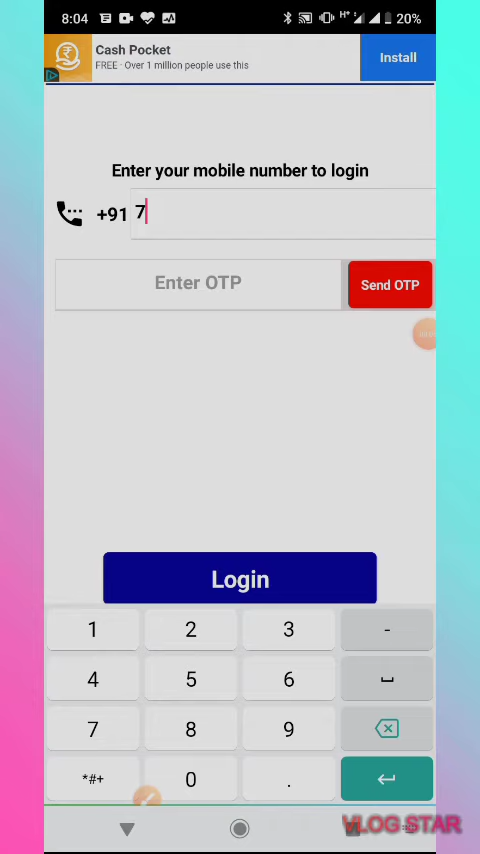 8:04
H+
20%
Cash Pocket
FREE · Over 1 million people use this
Install
Enter your mobile number to login
+91 7
Enter OTP
Send OTP
Login
1 2 3 -
4 5 6
7 8 9
*#+ 0 .
VLOG STAR